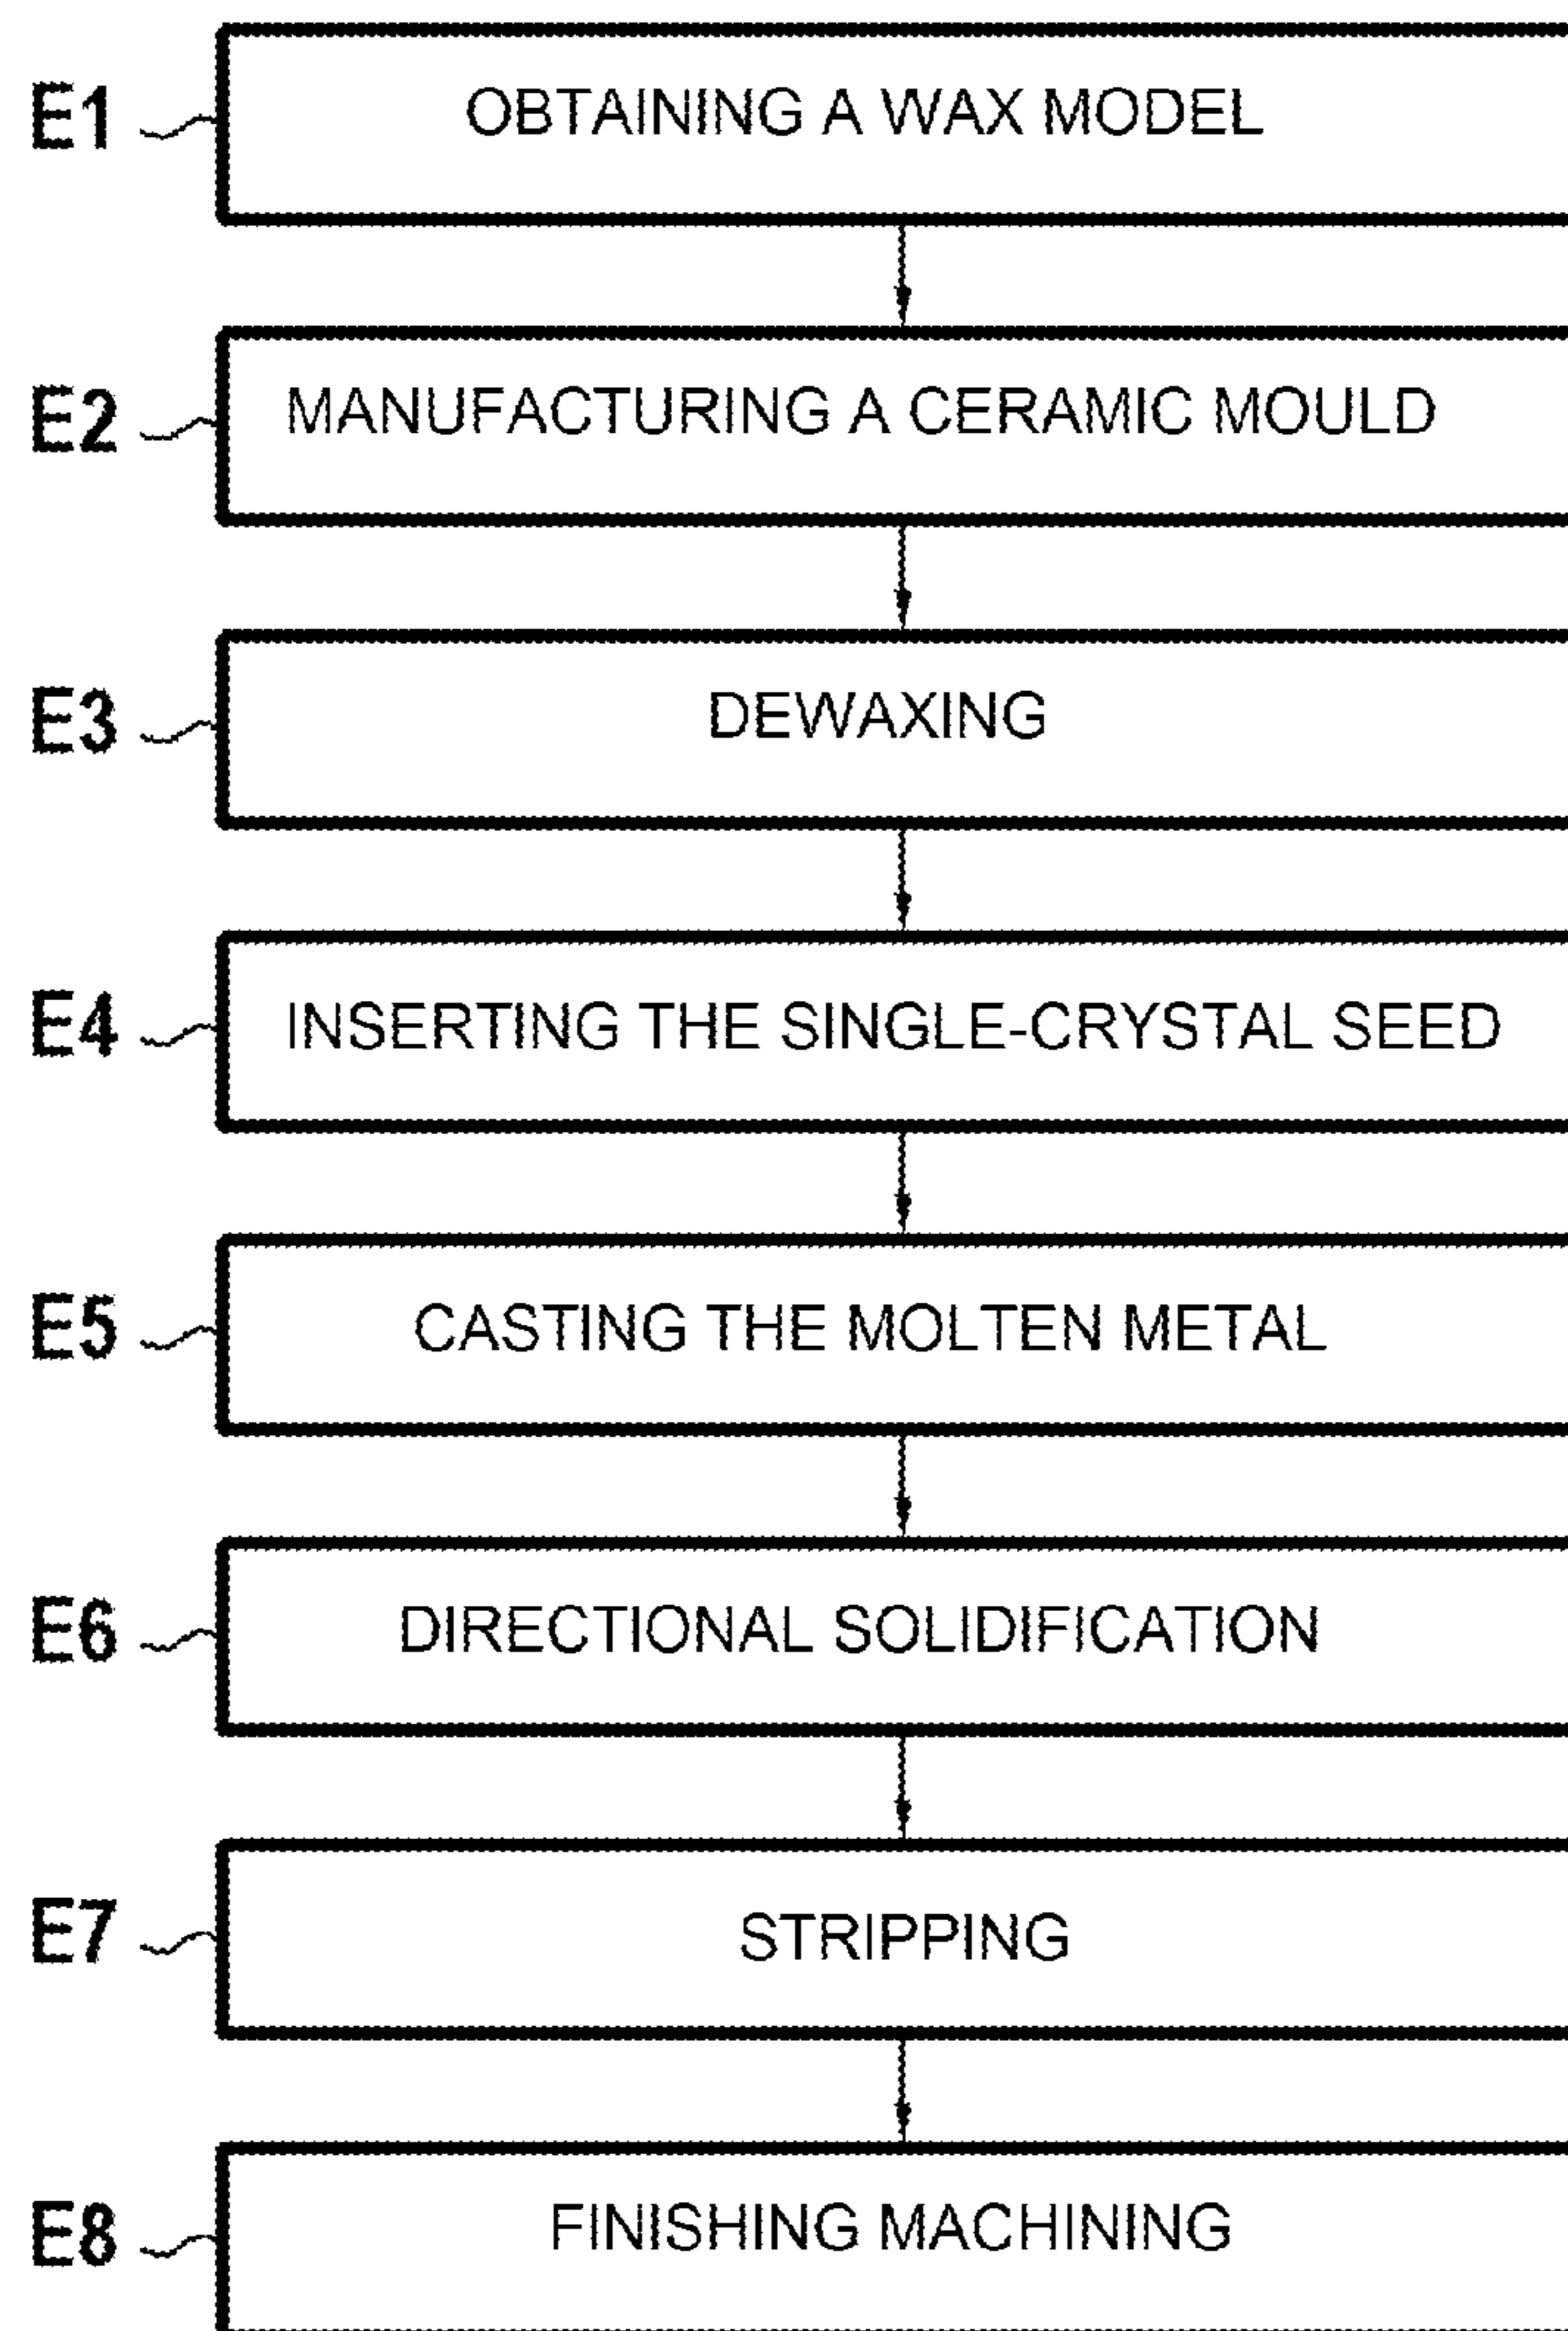 E1 OBTAINING A WAX MODEL
E2 MANUFACTURING A CERAMIC MOULD
E3 DEWAXING
E4 INSERTING THE SINGLE-CRYSTAL SEED
E5 CASTING THE MOLTEN METAL
E6 DIRECTIONAL SOLIDIFICATION
E7 STRIPPING
E8 FINISHING MACHINING